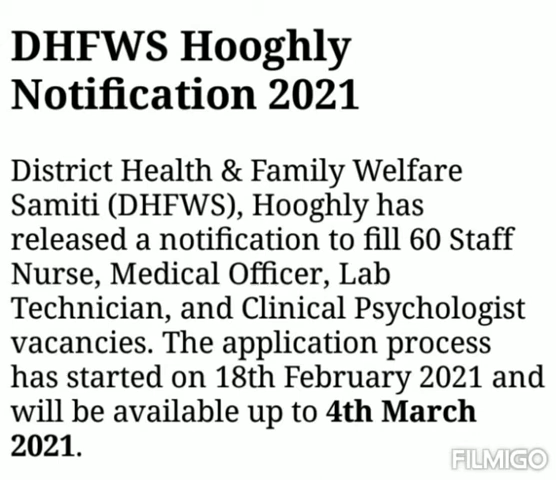 DHFWS Hooghly
Notification 2021
District Health & Family Welfare
Samiti (DHFWS), Hooghly has
released a notification to fill 60 Staff
Nurse, Medical Officer, Lab
Technician, and Clinical Psychologist
vacancies. The application process
has started on 18th February 2021 and
will be available up to 4th March
2021.
FILMIGO